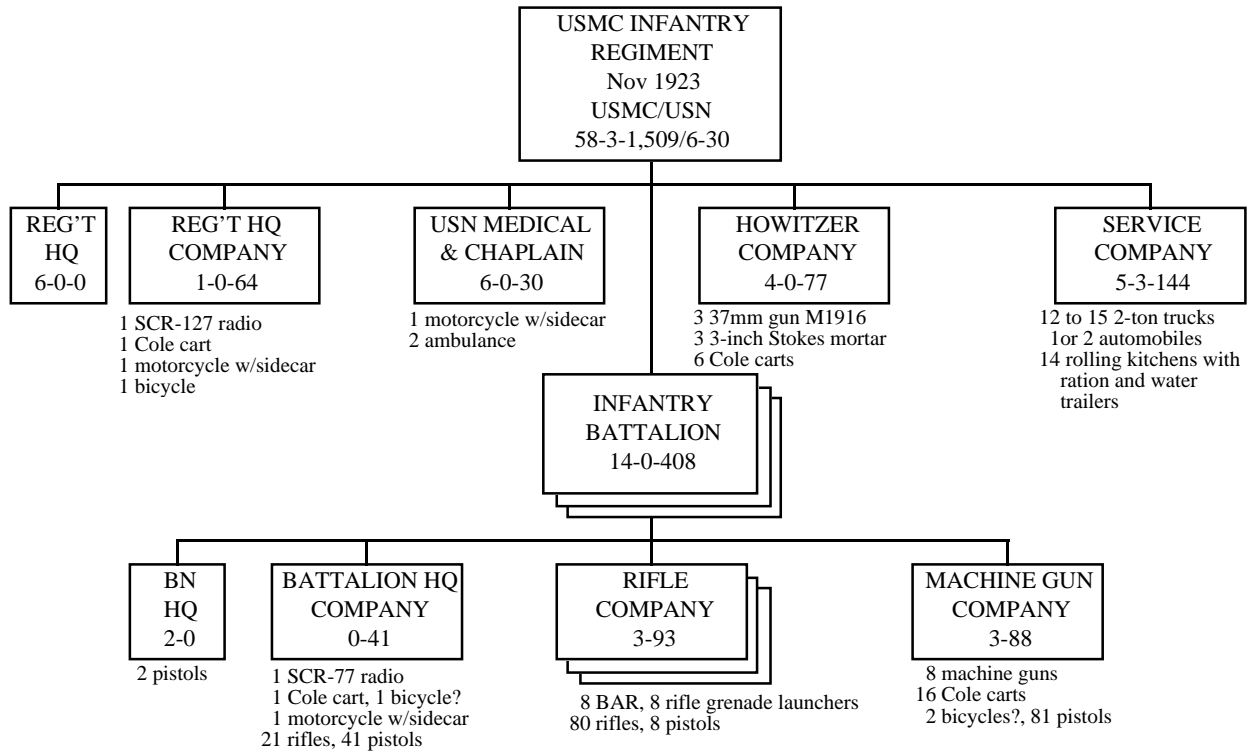 USMC INFANTRY
REGIMENT
Nov 1923
USMC/USN
58-3-1,509/6-30
REG'T
HQ
6-0-0
REG'T HQ
COMPANY
1-0-64
1 SCR-127 radio
1 Cole cart
1 motorcycle w/sidecar
1 bicycle
USN MEDICAL
& CHAPLAIN
6-0-30
1 motorcycle w/sidecar
2 ambulance
HOWITZER
COMPANY
4-0-77
3 37mm gun M1916
3 3-inch Stokes mortar
6 Cole carts
SERVICE
COMPANY
5-3-144
12 to 15 2-ton trucks
1or 2 automobiles
14 rolling kitchens with
ration and water
trailers
INFANTRY
BATTALION
14-0-408
BN
HQ
2-0
2 pistols
BATTALION HQ
COMPANY
0-41
1 SCR-77 radio
1 Cole cart, 1 bicycle?
1 motorcycle w/sidecar
21 rifles, 41 pistols
RIFLE
COMPANY
3-93
8 BAR, 8 rifle grenade launchers
80 rifles, 8 pistols
MACHINE GUN
COMPANY
3-88
8 machine guns
16 Cole carts
2 bicycles?, 81 pistols